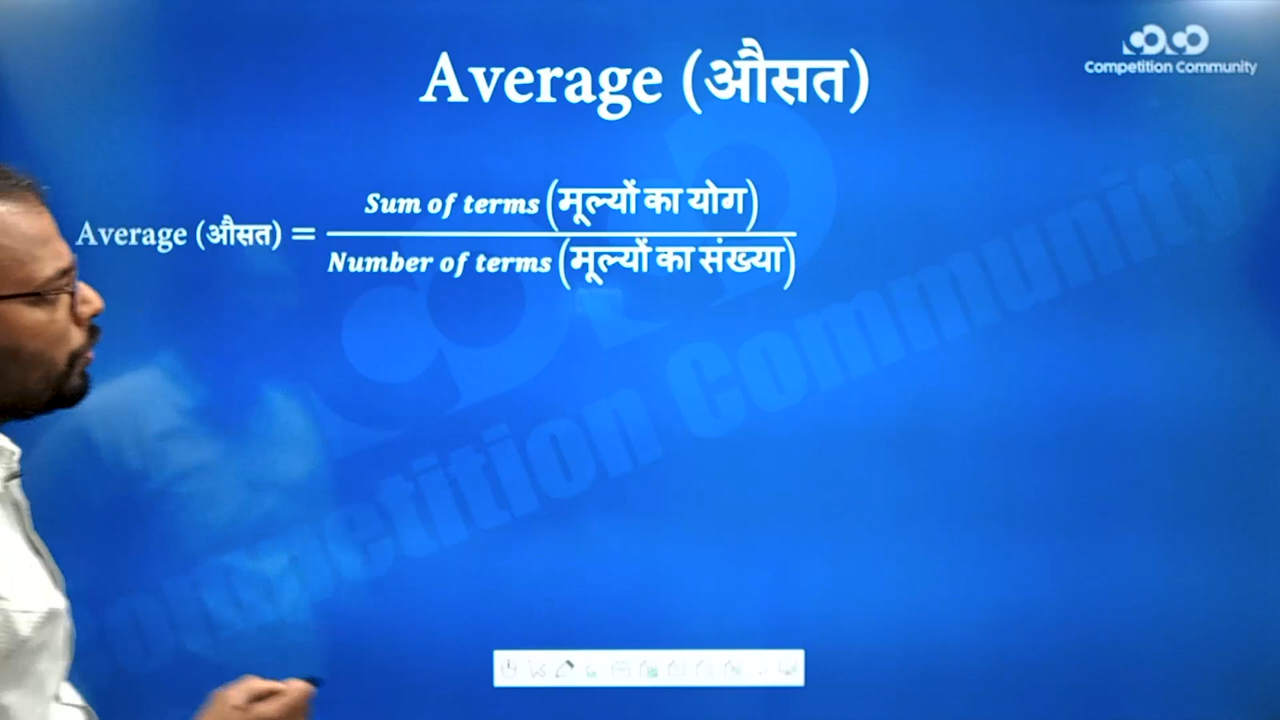 Competition Community
Average (औसत)
Average (औसत) = Sum of terms (मूल्यों का योग)
Number of terms (मूल्यों का संख्या)
Competition Community